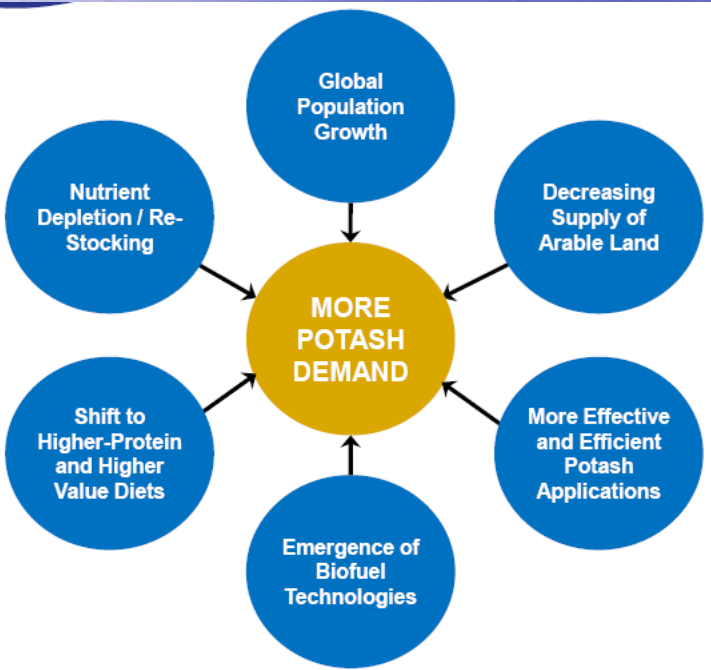 Global
Population
Growth
Nutrient
Depletion / Re-
Stocking
Decreasing
Supply of
Arable Land
MORE
POTASH
DEMAND
Shift to
Higher-Protein
and Higher
Value Diets
More Effective
and Efficient
Potash
Applications
Emergence of
Biofuel
Technologies